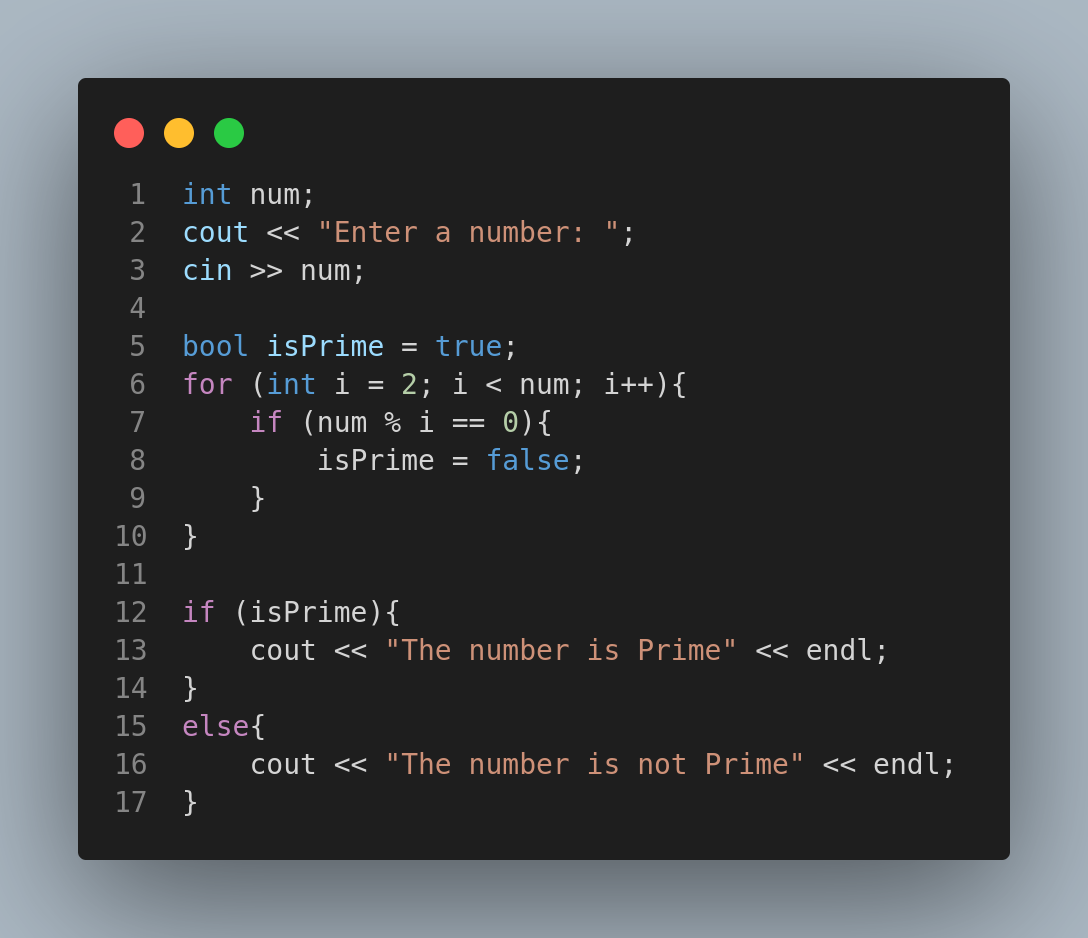 1 int num;
2 cout << "Enter a number: ";
3 cin >> num;
4
5 bool isPrime = true;
6 for (int i = 2; i < num; i++){
7     if (num % i == 0){
8         isPrime = false;
9     }
10 }
11
12 if (isPrime){
13     cout << "The number is Prime" << endl;
14 }
15 else{
16     cout << "The number is not Prime" << endl;
17 }